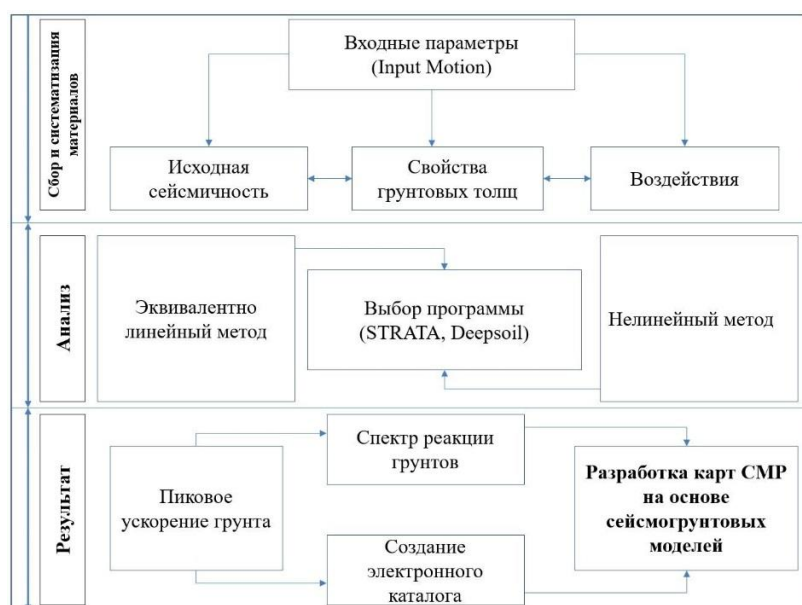 Сбор и систематизация
материалов
Входные параметры
(Input Motion)
Исходная
сейсмичность
Свойства
грунтовых толщ
Воздействия
Анализ
Эквивалентно
линейный метод
Выбор программы
(STRATA, Deepsoil)
Нелинейный метод
Результат
Пиковое
ускорение грунта
Спектр реакции
грунтов
Создание
электронного
каталога
Разработка карт СМР
на основе
сейсмогрунтовых
моделей